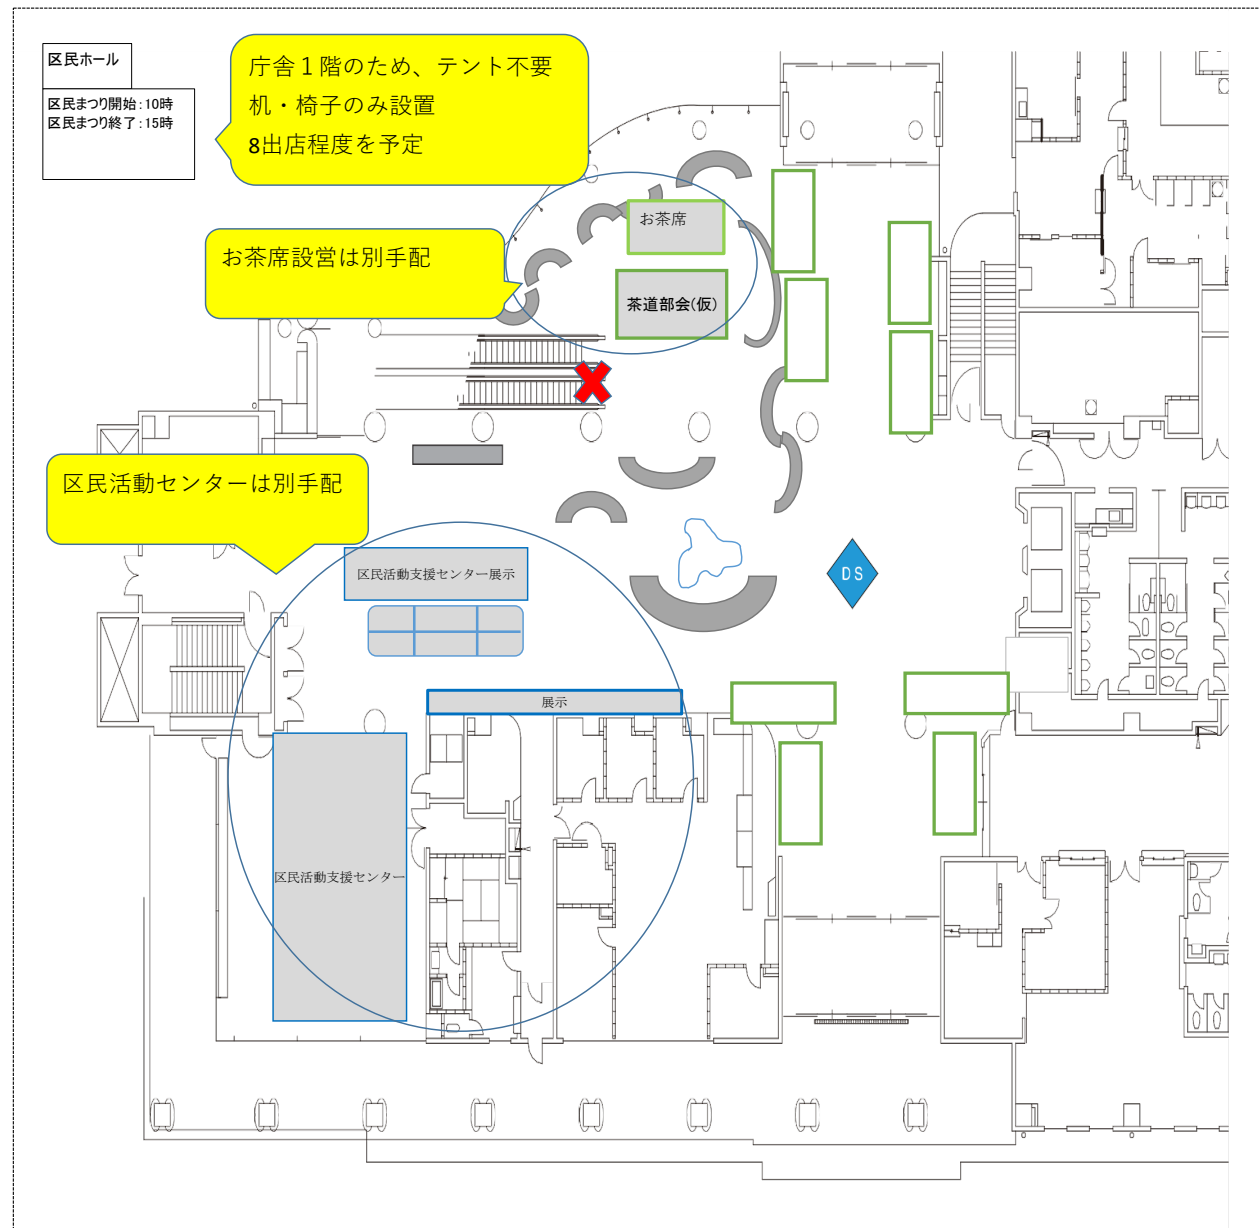 区民ホール
区民まつり開始：10時
区民まつり終了：15時
庁舎１階のため、テント不要
机・椅子のみ設置
8出店程度を予定
お茶席
お茶席設営は別手配
茶道部会(仮)
区民活動センターは別手配
区民活動支援センター展示
DS
展示
区民活動支援センター